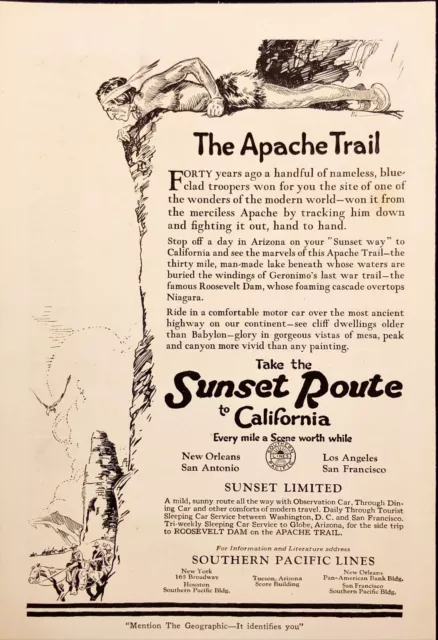 The Apache Trail
FORTY years ago a handful of nameless, blue-
clad troopers won for you the site of one of
the wonders of the modern world—won it from
the merciless Apache by tracking him down
and fighting it out, hand to hand.
Stop off a day in Arizona on your "Sunset way" to
California and see the marvels of this Apache Trail—the
thirty mile, man-made lake beneath whose waters are
buried the windings of Geronimo's last war trail—the
famous Roosevelt Dam, whose foaming cascade overtops
Niagara.
Ride in a comfortable motor car over the most ancient
highway on our continent—see cliff dwellings older
than Babylon—glory in gorgeous vistas of mesa, peak
and canyon more vivid than any painting.
Take the
Sunset Route
to California
Every mile a Scene worth while
New Orleans
San Antonio
Los Angeles
San Francisco
SUNSET LIMITED
A mild, sunny route all the way with Observation Car, Through Din-
ing Car and other comforts of modern travel. Daily Through Tourist
Sleeping Car Service between Washington, D. C. and San Francisco.
Tri-weekly Sleeping Car Service to Globe, Arizona, for the side trip
to ROOSEVELT DAM on the APACHE TRAIL.
For Information and Literature address
SOUTHERN PACIFIC LINES
New York
165 Broadway
Houston
Southern Pacific Bldg.
Tucson, Arizona
Score Building
New Orleans
Pan-American Bank Bldg.
San Francisco
Southern Pacific Bldg.
"Mention The Geographic—It identifies you"